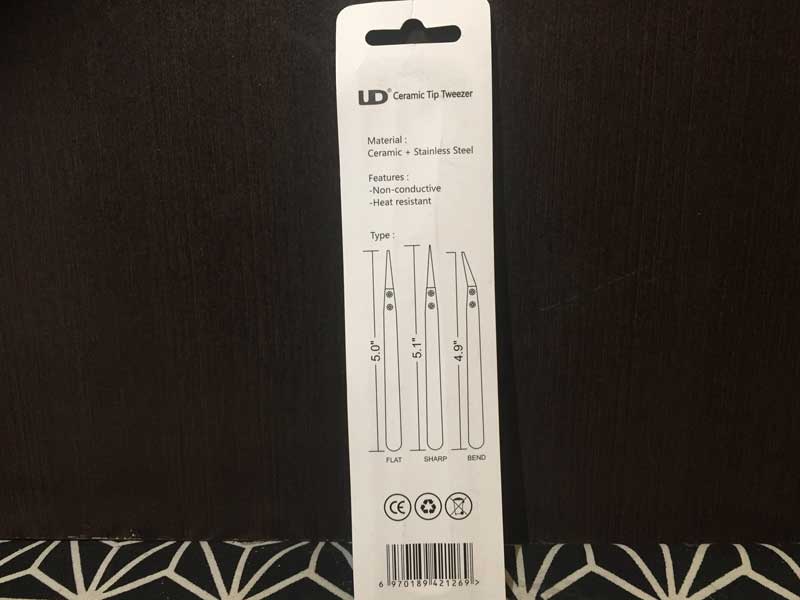 UD® Ceramic Tip Tweezer
Material :
Ceramic + Stainless Steel
Features :
-Non-conductive
-Heat resistant
Type :
5.0" 5.1" 4.9"
FLAT SHARP BEND
CE
6 970189 421269 >